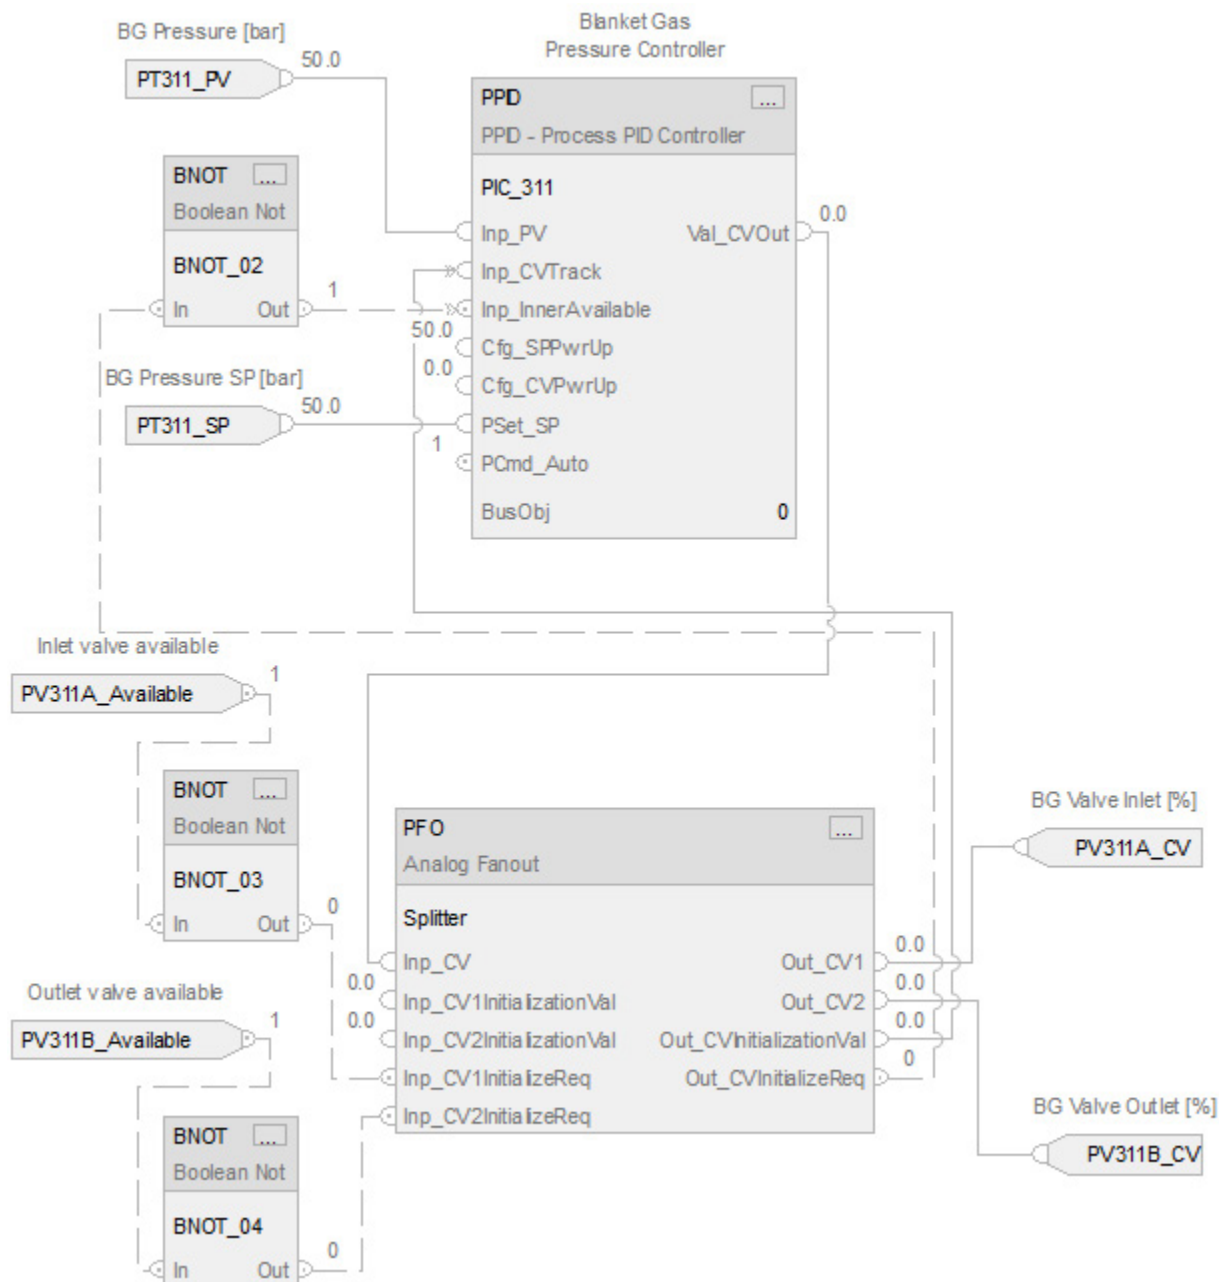 Blanket Gas
Pressure Controller
BG Pressure [bar]
50.0
PT311_PV
PPID
...
PPID - Process PID Controller
PIC_311
Inp_PV
Val_CVOut
0.0
Inp_CVTrack
Inp_InnerAvailable
50.0
Cfg_SPPwrUp
0.0
Cfg_CVPwrUp
PSet_SP
1
PCmd_Auto
BusObj
0
BNOT
...
Boolean Not
BNOT_02
In
Out
1
BG Pressure SP [bar]
50.0
PT311_SP
Inlet valve available
1
PV311A_Available
BNOT
...
Boolean Not
BNOT_03
In
Out
0
Outlet valve available
1
PV311B_Available
BNOT
...
Boolean Not
BNOT_04
In
Out
0
PFO
...
Analog Fanout
Splitter
Inp_CV
Out_CV1
0.0
0.0
Inp_CV1InitializationVal
Out_CV2
0.0
0.0
Inp_CV2InitializationVal
Out_CVInitializationVal
0.0
Inp_CV1InitializeReq
Out_CVInitializeReq
0
Inp_CV2InitializeReq
BG Valve Inlet [%]
PV311A_CV
BG Valve Outlet [%]
PV311B_CV